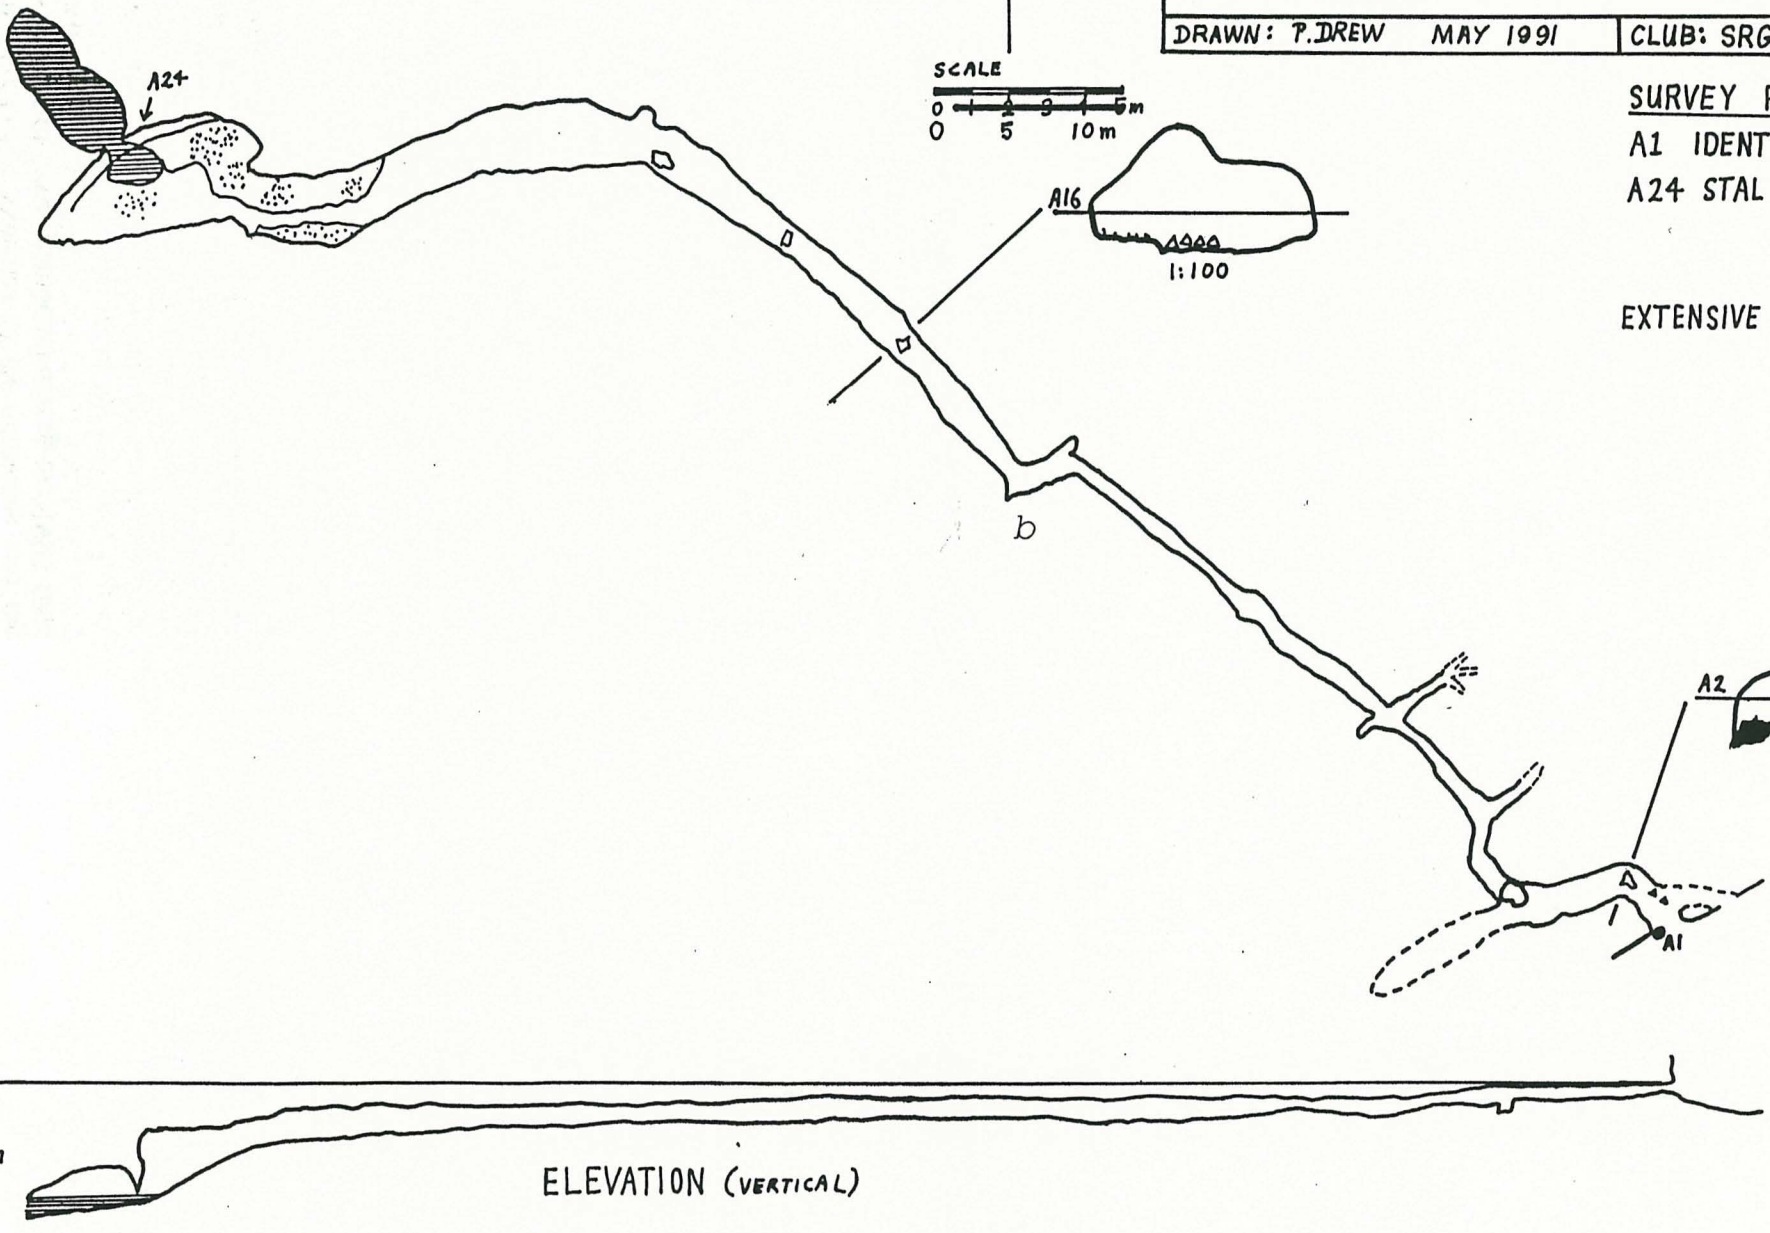 DRAWN: P.DREW MAY 1991
CLUB: SRG
SCALE
0 1 2 3 4 5m
0 5 10m
SURVEY
A1 IDENT
A24 STAL
EXTENSIVE
A24
A16
1:100
b
A2
A1
ELEVATION (VERTICAL)